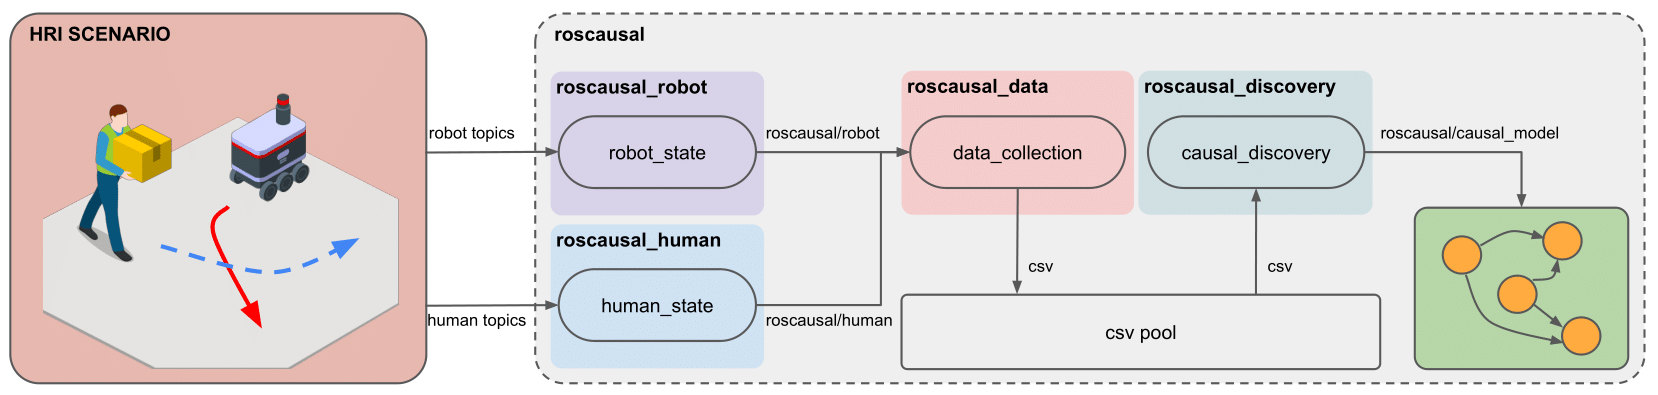 HRI SCENARIO
roscausal
roscausal_robot
roscausal_data
roscausal_discovery
robot topics
robot_state
roscausal/robot
data_collection
causal_discovery
roscausal/causal_model
roscausal_human
human topics
human_state
roscausal/human
csv
csv
csv pool